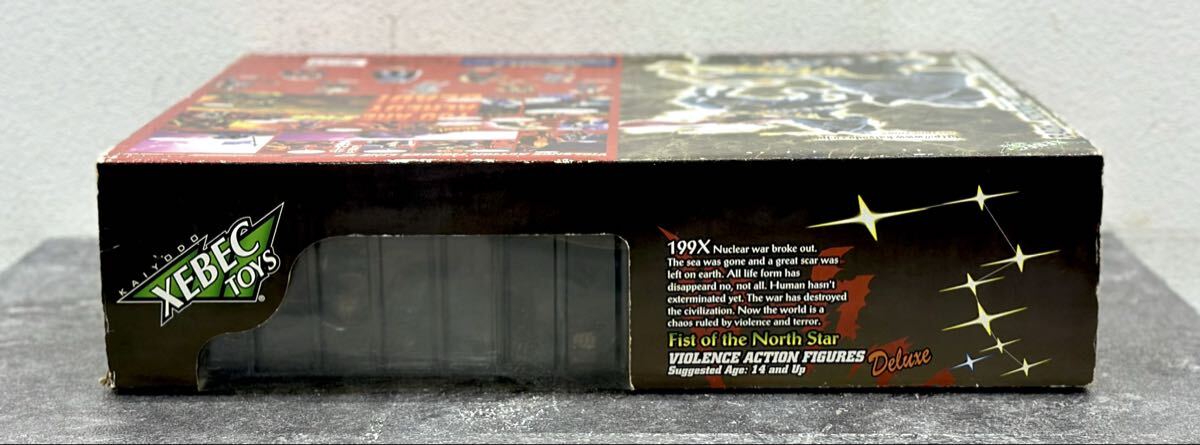 KAIYODO
XEBEC
TOYS
®
199X Nuclear war broke out.
The sea was gone and a great scar was
left on earth. All life form has
disappeard no, not all. Human hasn't
exterminated yet. The war has destroyed
the civilization. Now the world is a
chaos ruled by violence and terror.
Fist of the North Star
VIOLENCE ACTION FIGURES
Deluxe
Suggested Age: 14 and Up